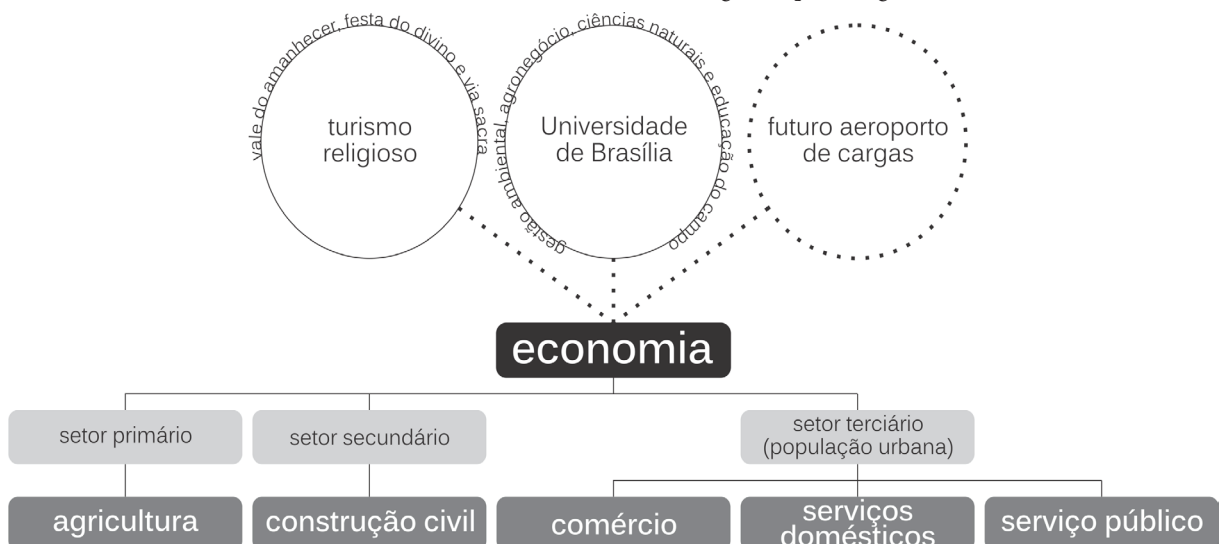 vale do amanhecer, festa do divino e via sacra
turismo
religioso
gestão ambiental, agronegócio, ciências naturais e educação do campo
Universidade
de Brasília
futuro aeroporto
de cargas
economia
setor primário
setor secundário
setor terciário
(população urbana)
agricultura
construção civil
comércio
serviços
domésticos
serviço público